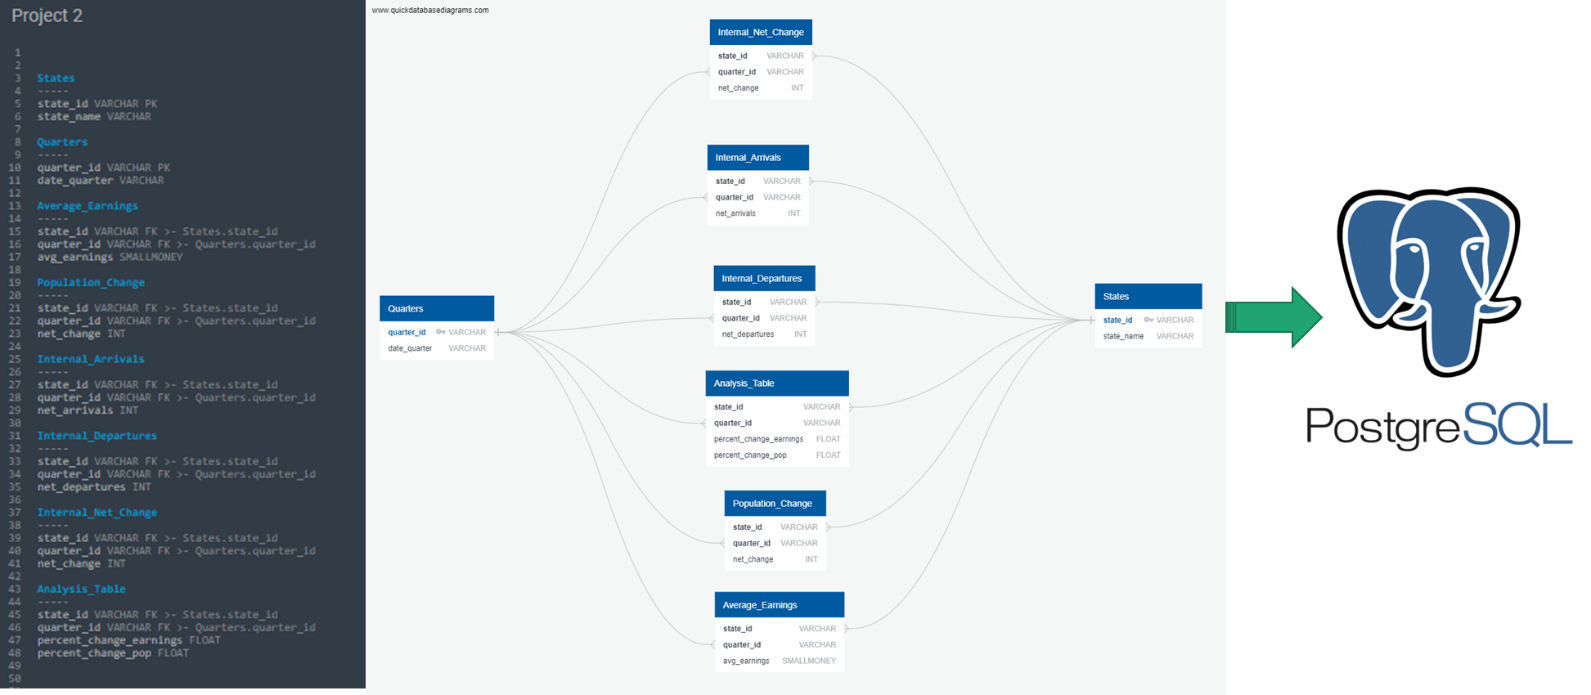 Project 2
1
2
3 States
4 -----
5 state_id VARCHAR PK
6 state_name VARCHAR
7
8 Quarters
9 -----
10 quarter_id VARCHAR PK
11 date_quarter VARCHAR
12
13 Average_Earnings
14 -----
15 state_id VARCHAR FK >- States.state_id
16 quarter_id VARCHAR FK >- Quarters.quarter_id
17 avg_earnings SMALLMONEY
18
19 Population_Change
20 -----
21 state_id VARCHAR FK >- States.state_id
22 quarter_id VARCHAR FK >- Quarters.quarter_id
23 net_change INT
24
25 Internal_Arrivals
26 -----
27 state_id VARCHAR FK >- States.state_id
28 quarter_id VARCHAR FK >- Quarters.quarter_id
29 net_arrivals INT
30
31 Internal_Departures
32 -----
33 state_id VARCHAR FK >- States.state_id
34 quarter_id VARCHAR FK >- Quarters.quarter_id
35 net_departures INT
36
37 Internal_Net_Change
38 -----
39 state_id VARCHAR FK >- States.state_id
40 quarter_id VARCHAR FK >- Quarters.quarter_id
41 net_change INT
42
43 Analysis_Table
44 -----
45 state_id VARCHAR FK >- States.state_id
46 quarter_id VARCHAR FK >- Quarters.quarter_id
47 percent_change_earnings FLOAT
48 percent_change_pop FLOAT
49
50
www.quickdatabasediagrams.com
Internal_Net_Change
state_id VARCHAR
quarter_id VARCHAR
net_change INT
Internal_Arrivals
state_id VARCHAR
quarter_id VARCHAR
net_arrivals INT
Internal_Departures
state_id VARCHAR
quarter_id VARCHAR
net_departures INT
Quarters
quarter_id VARCHAR
date_quarter VARCHAR
States
state_id VARCHAR
state_name VARCHAR
Analysis_Table
state_id VARCHAR
quarter_id VARCHAR
percent_change_earnings FLOAT
percent_change_pop FLOAT
Population_Change
state_id VARCHAR
quarter_id VARCHAR
net_change INT
Average_Earnings
state_id VARCHAR
quarter_id VARCHAR
avg_earnings SMALLMONEY
PostgreSQL